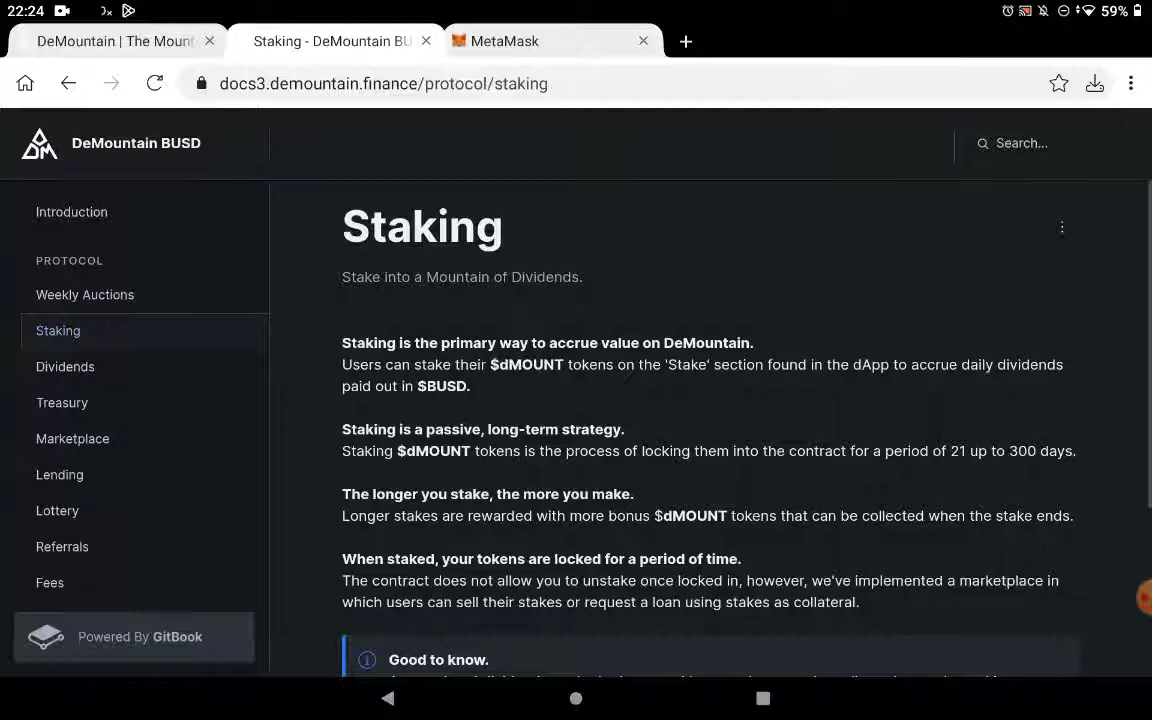 22:24
59%
DeMountain | The Mount
Staking - DeMountain BU
MetaMask
docs3.demountain.finance/protocol/staking
DeMountain BUSD
Search...
Introduction
PROTOCOL
Weekly Auctions
Staking
Dividends
Treasury
Marketplace
Lending
Lottery
Referrals
Fees
Powered By GitBook
Staking
Stake into a Mountain of Dividends.
Staking is the primary way to accrue value on DeMountain.
Users can stake their $dMOUNT tokens on the 'Stake' section found in the dApp to accrue daily dividends
paid out in $BUSD.
Staking is a passive, long-term strategy.
Staking $dMOUNT tokens is the process of locking them into the contract for a period of 21 up to 300 days.
The longer you stake, the more you make.
Longer stakes are rewarded with more bonus $dMOUNT tokens that can be collected when the stake ends.
When staked, your tokens are locked for a period of time.
The contract does not allow you to unstake once locked in, however, we've implemented a marketplace in
which users can sell their stakes or request a loan using stakes as collateral.
Good to know.